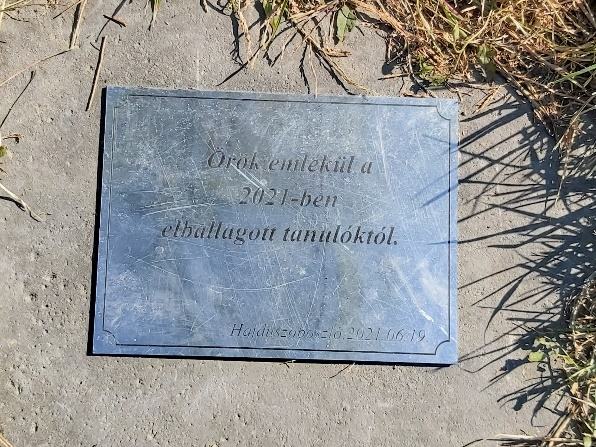 Örök emlékül a
2021-ben
elballagott tanulóktól.
Hajdúszoboszló, 2021.06.19